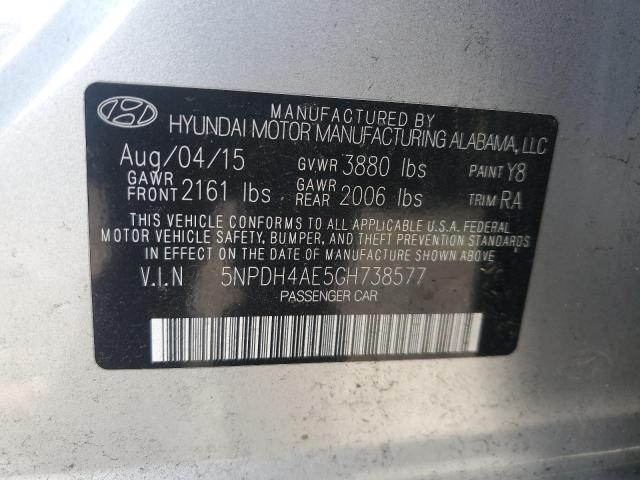 MANUFACTURED BY
HYUNDAI MOTOR MANUFACTURING ALABAMA, LLC
Aug/04/15 GVWR 3880 lbs PAINT Y8
GAWR FRONT 2161 lbs GAWR REAR 2006 lbs TRIM RA
THIS VEHICLE CONFORMS TO ALL APPLICABLE U.S.A. FEDERAL
MOTOR VEHICLE SAFETY, BUMPER, AND THEFT PREVENTION STANDARDS
IN EFFECT ON THE DATE OF MANUFACTURE SHOWN ABOVE.
V.I.N 5NPDH4AE5GH738577
PASSENGER CAR